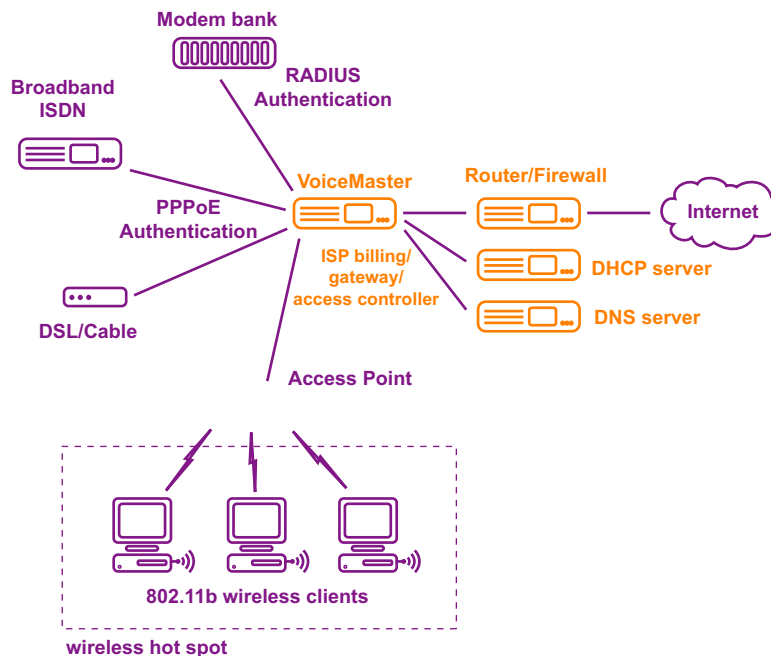 Modem bank
RADIUS
Authentication
Broadband
ISDN
VoiceMaster
Router/Firewall
Internet
PPPoE
Authentication
ISP billing/
gateway/
access controller
DHCP server
DNS server
DSL/Cable
Access Point
802.11b wireless clients
wireless hot spot